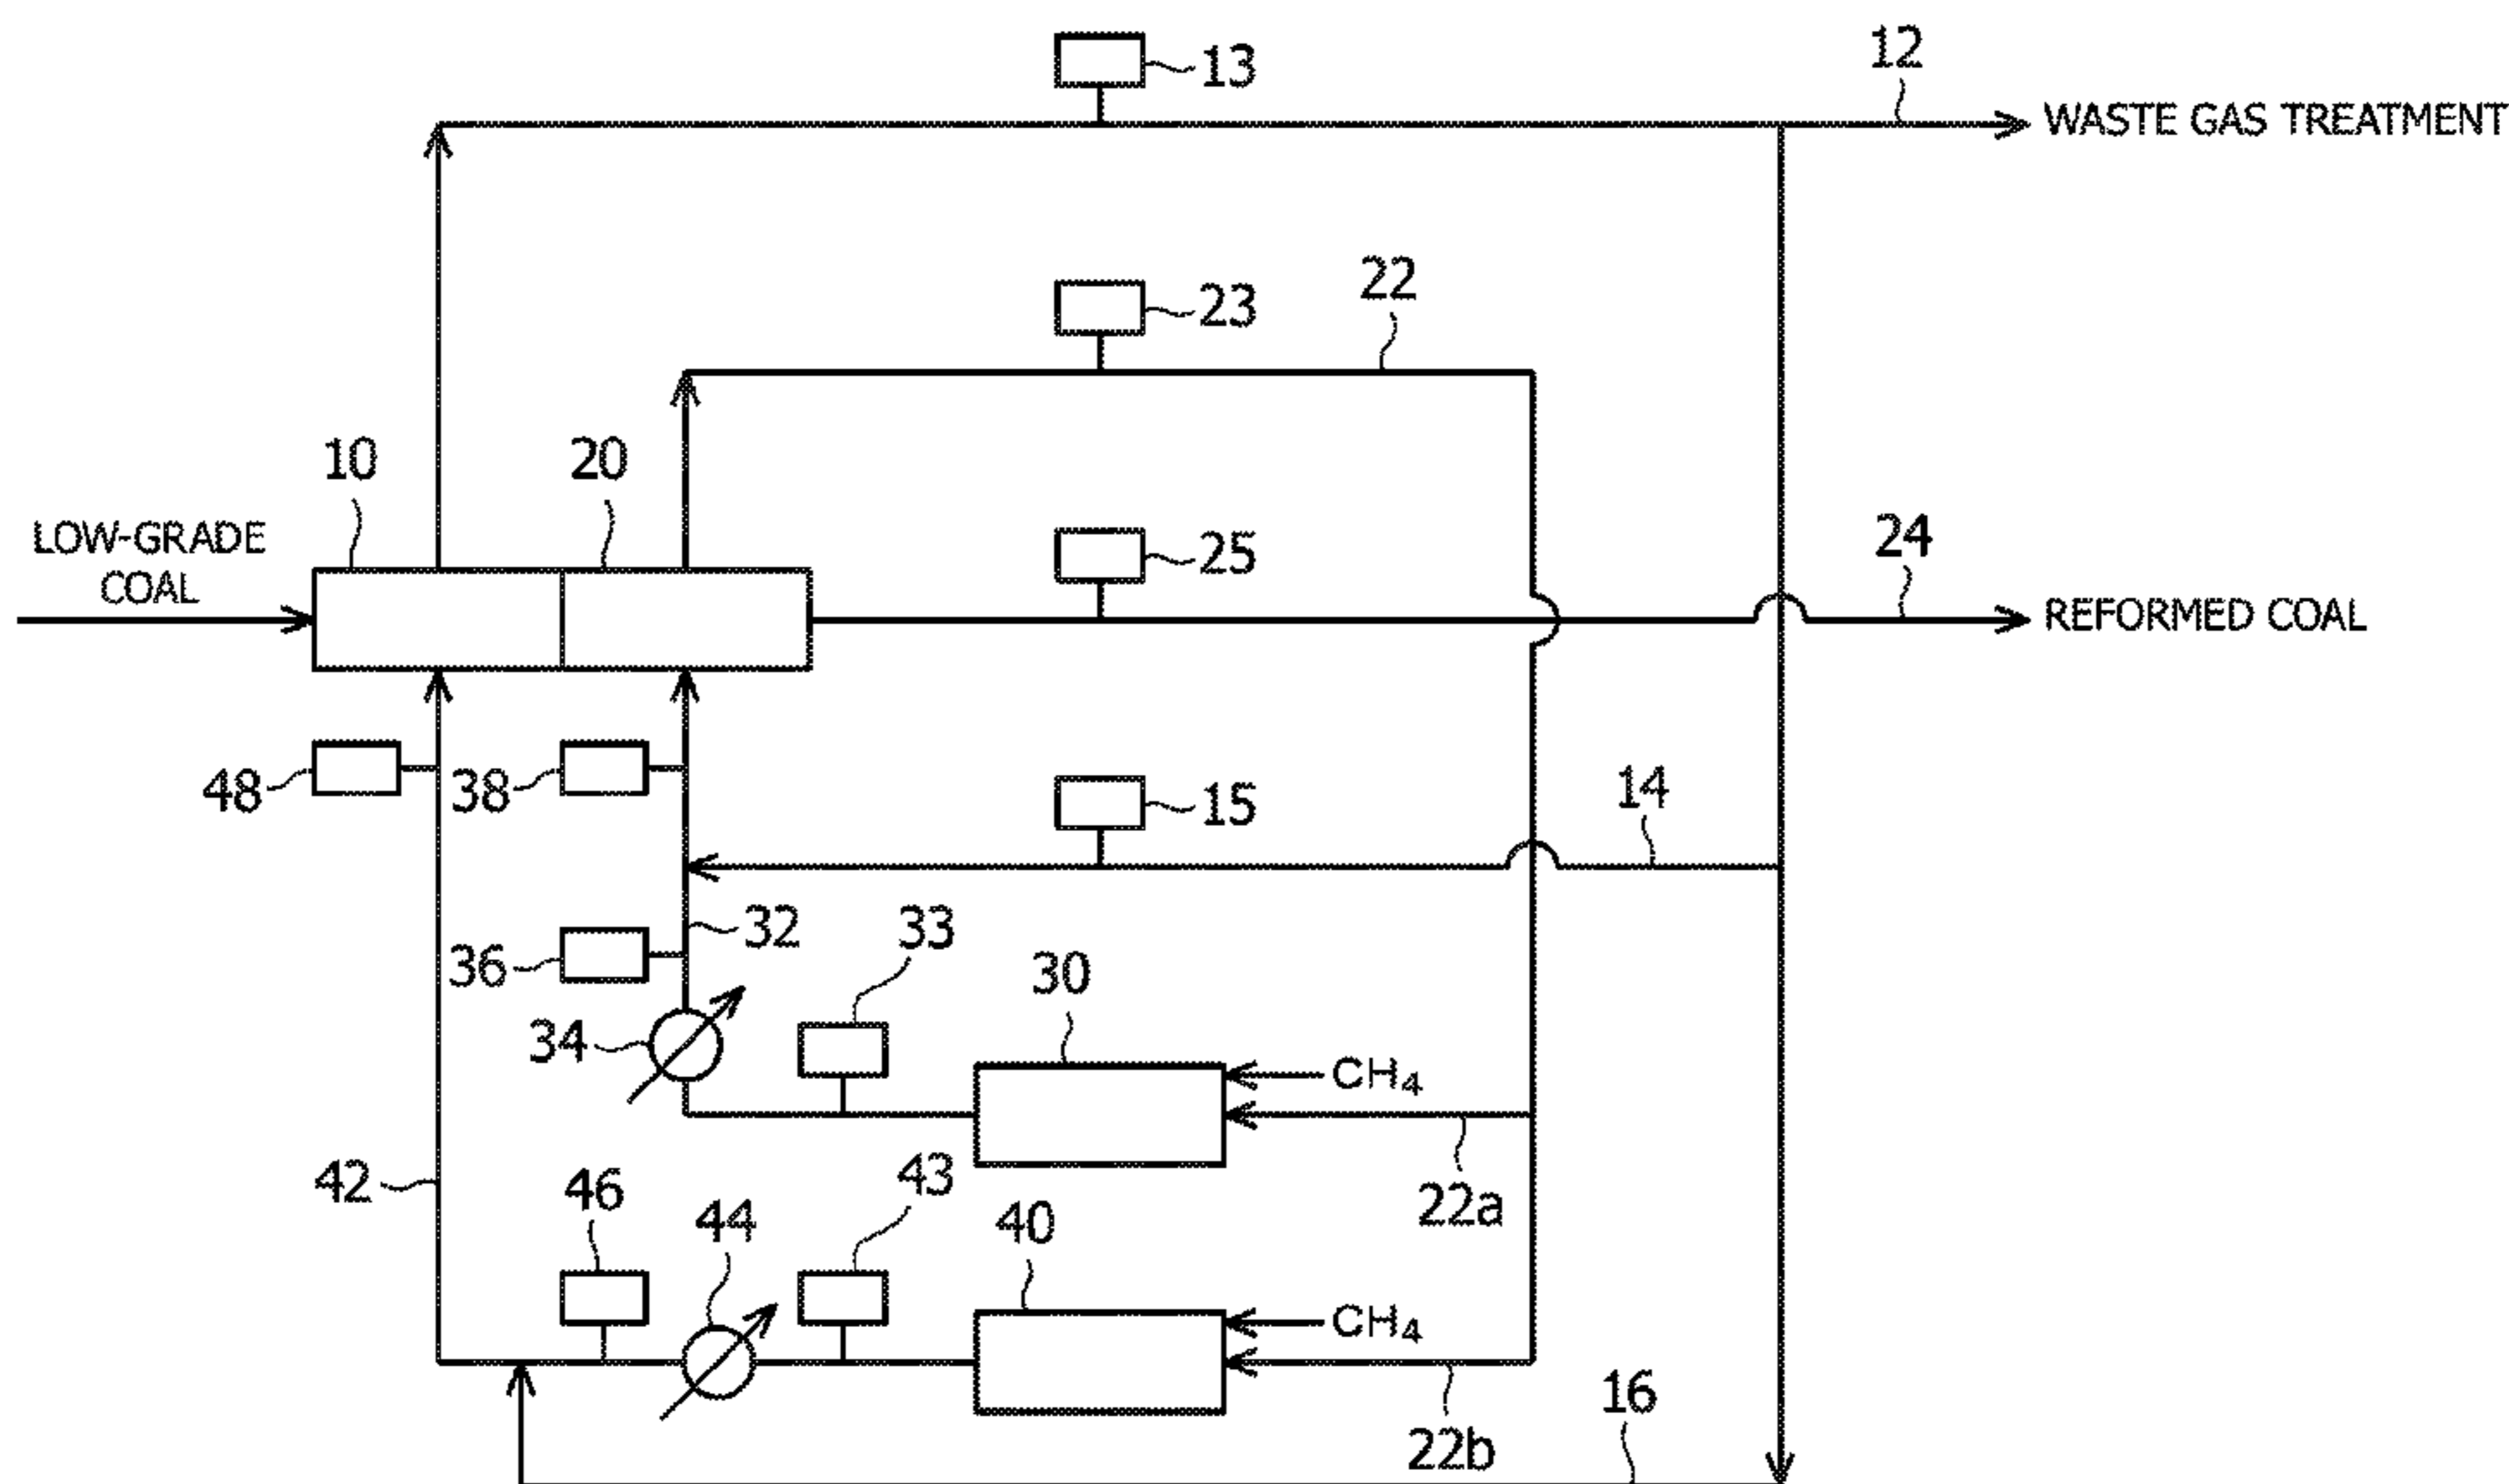 12
13
WASTE GAS TREATMENT
22
23
10
20
24
LOW-GRADE
COAL
25
REFORMED COAL
48
38
15
14
32
33
36
30
34
CH₄
42
46
43
22a
44
40
CH₄
16
22b